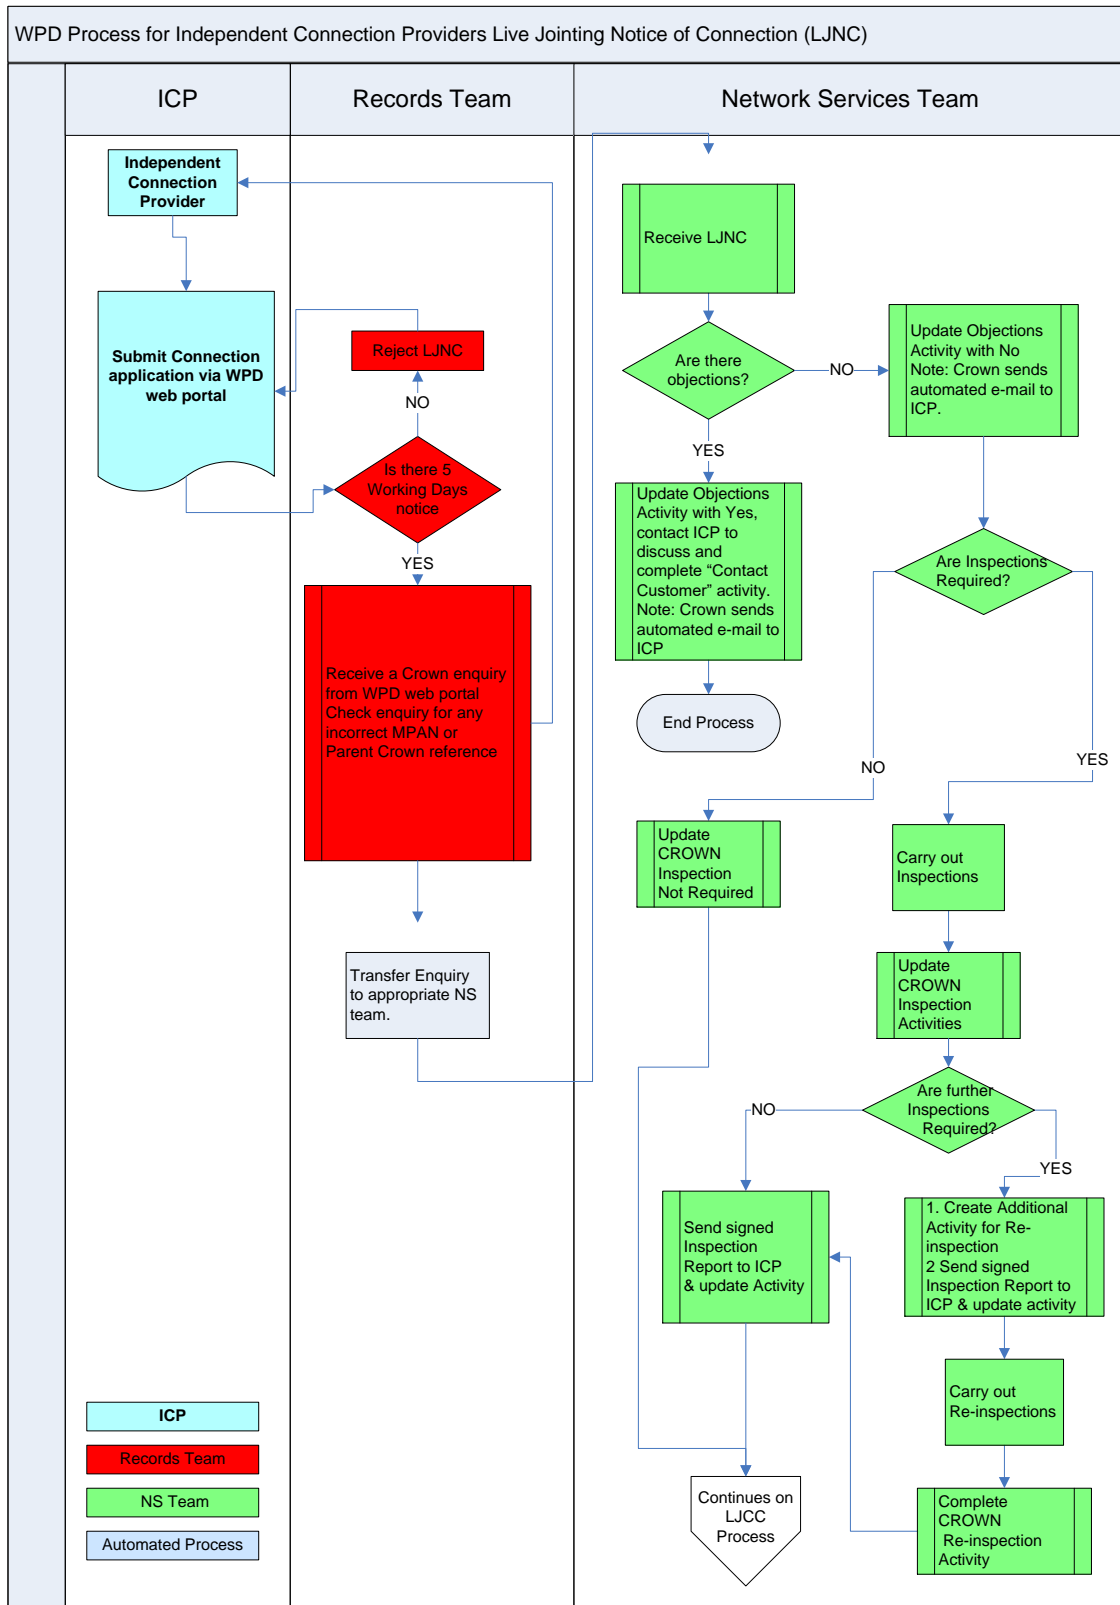 WPD Process for Independent Connection Providers Live Jointing Notice of Connection (LJNC)
ICP
Records Team
Network Services Team
Independent
Connection
Provider
Submit Connection
application via WPD
web portal
Reject LJNC
NO
Is there 5
Working Days
notice
YES
Receive a Crown enquiry
from WPD web portal
Check enquiry for any
incorrect MPAN or
Parent Crown reference
Transfer Enquiry
to appropriate NS
team.
Receive LJNC
Are there
objections?
NO
Update Objections
Activity with No
Note: Crown sends
automated e-mail to
ICP.
YES
Update Objections
Activity with Yes,
contact ICP to
discuss and
complete “Contact
Customer” activity.
Note: Crown sends
automated e-mail to
ICP
End Process
Are Inspections
Required?
NO
YES
Update
CROWN
Inspection
Not Required
Carry out
Inspections
Update
CROWN
Inspection
Activities
Are further
Inspections
Required?
NO
YES
Send signed
Inspection
Report to ICP
& update Activity
1. Create Additional
Activity for Re-
inspection
2 Send signed
Inspection Report to
ICP & update activity
Carry out
Re-inspections
Complete
CROWN
Re-inspection
Activity
Continues on
LJCC
Process
ICP
Records Team
NS Team
Automated Process